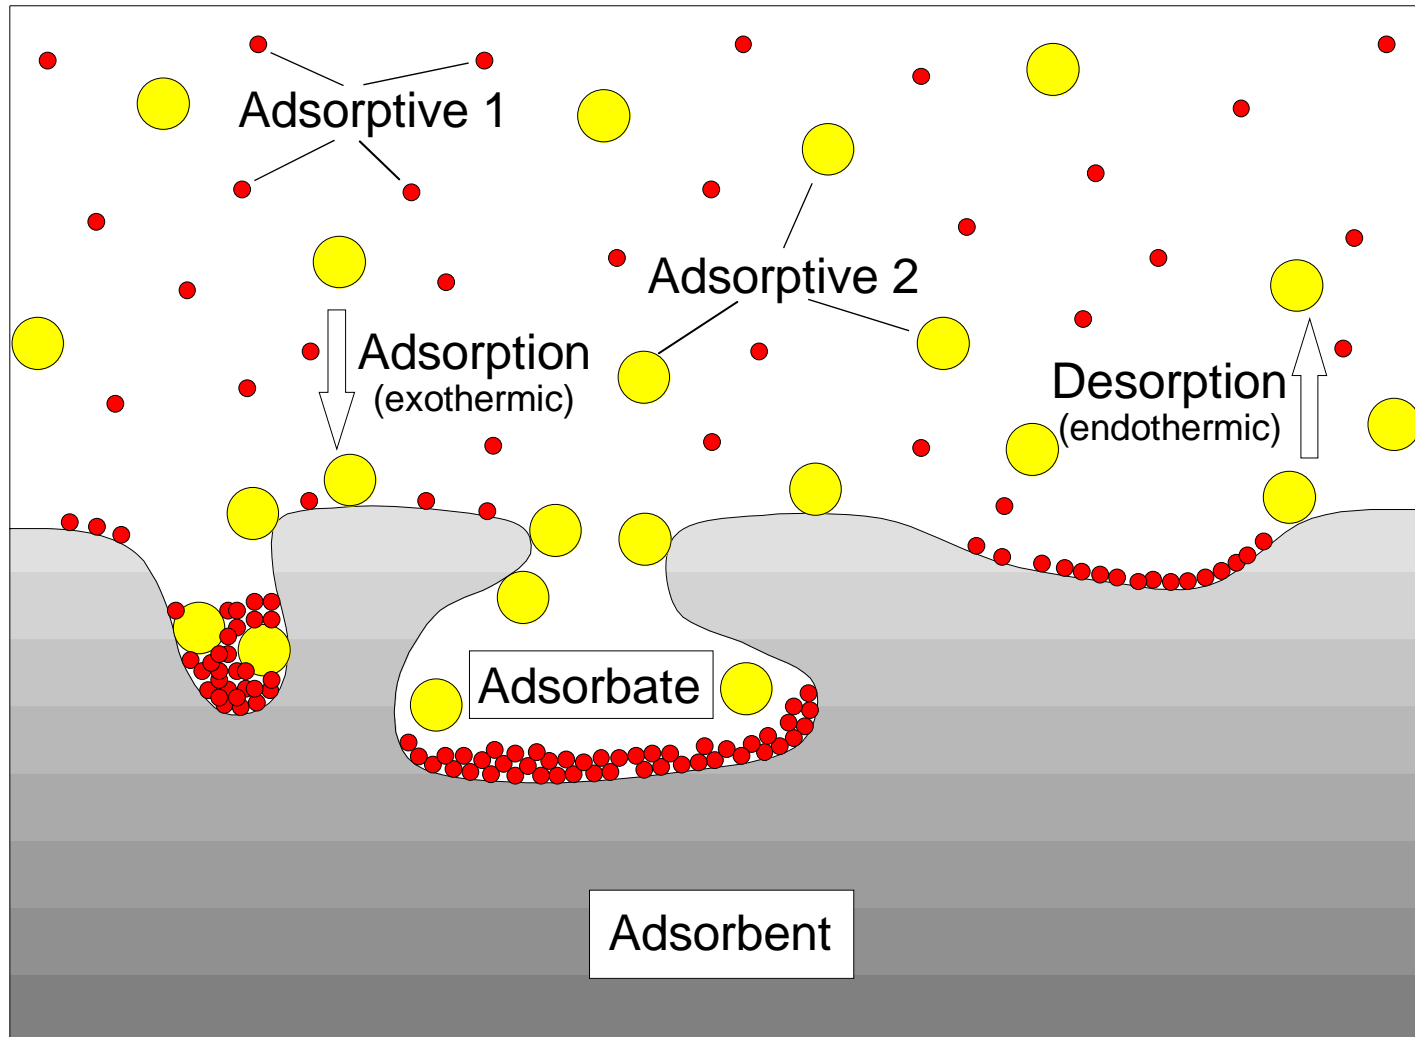 Adsorptive 1
Adsorptive 2
Adsorption
(exothermic)
Desorption
(endothermic)
Adsorbate
Adsorbent